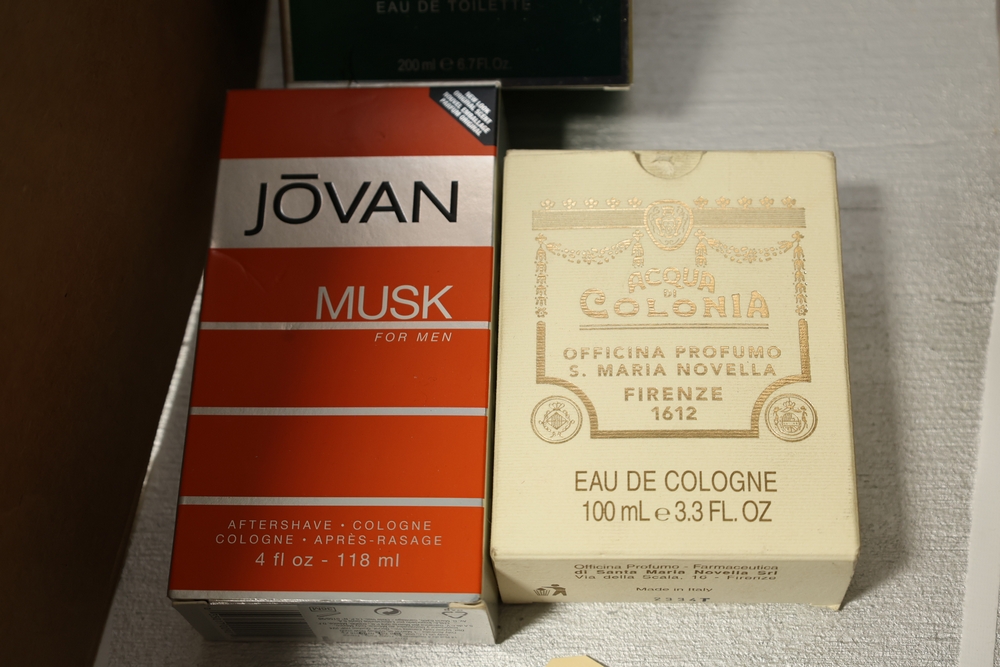 EAU DE TOILETTE
200 ml e 6.7 Fl. Oz.
JŌVAN
MUSK
FOR MEN
AFTERSHAVE · COLOGNE
COLOGNE · APRÈS-RASAGE
4 fl oz - 118 ml
ACQUA
DI
COLONIA
OFFICINA PROFUMO
S. MARIA NOVELLA
FIRENZE
1612
EAU DE COLOGNE
100 mL e 3.3 FL. OZ
Officina Profumo - Farmaceutica
di Santa Maria Novella Srl
Via della Scala, 16 - Firenze
Made in Italy